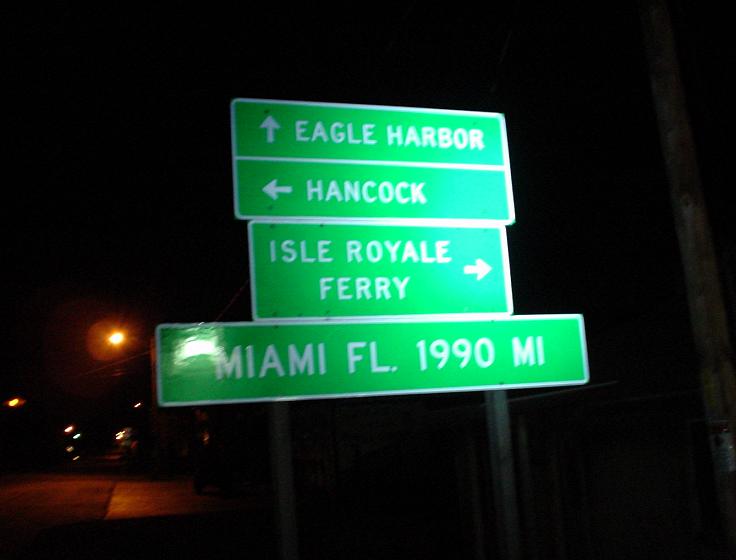 ↑ EAGLE HARBOR
← HANCOCK
ISLE ROYALE →
FERRY
MIAMI FL. 1990 MI